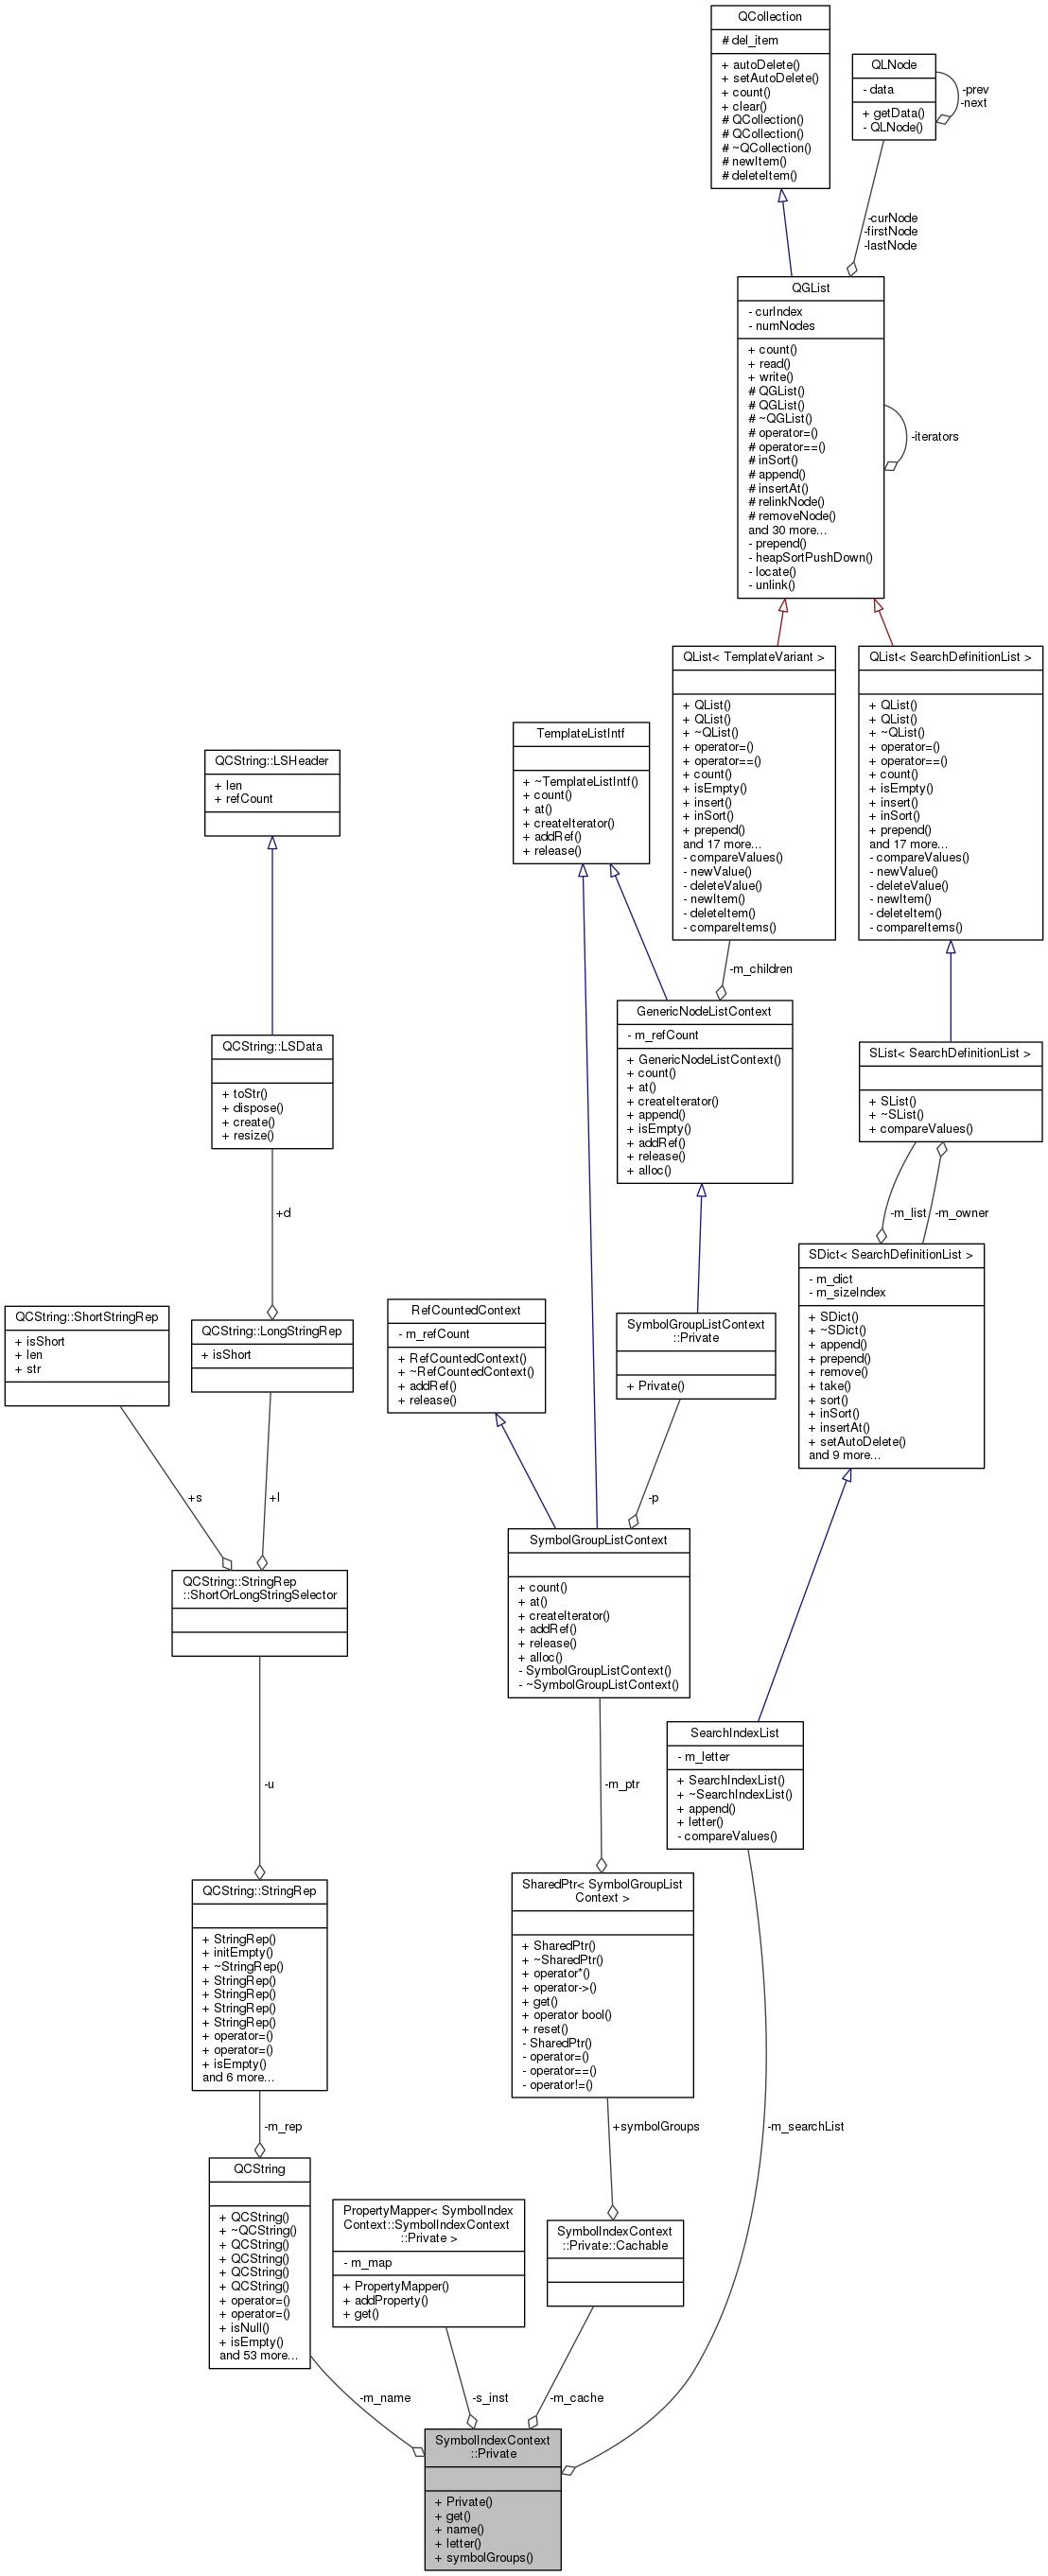 QCollection
# del_item
+ autoDelete()
+ setAutoDelete()
+ count()
+ clear()
# QCollection()
# QCollection()
# ~QCollection()
# newItem()
# deleteItem()
QLNode
- data
+ getData()
- QLNode()
-prev
-next
-curNode
-firstNode
-lastNode
QGList
- curIndex
- numNodes
+ count()
+ read()
+ write()
# QGList()
# QGList()
# ~QGList()
# operator=()
# operator==()
# inSort()
# append()
# insertAt()
# relinkNode()
# removeNode()
and 30 more...
- prepend()
- heapSortPushDown()
- locate()
- unlink()
-iterators
QList< TemplateVariant >
+ QList()
+ QList()
+ ~QList()
+ operator=()
+ operator==()
+ count()
+ isEmpty()
+ insert()
+ inSort()
+ prepend()
and 17 more...
- compareValues()
- newValue()
- deleteValue()
- newItem()
- deleteItem()
- compareItems()
QList< SearchDefinitionList >
+ QList()
+ QList()
+ ~QList()
+ operator=()
+ operator==()
+ count()
+ isEmpty()
+ insert()
+ inSort()
+ prepend()
and 17 more...
- compareValues()
- newValue()
- deleteValue()
- newItem()
- deleteItem()
- compareItems()
TemplateListIntf
+ ~TemplateListIntf()
+ count()
+ at()
+ createIterator()
+ addRef()
+ release()
QCString::LSHeader
+ len
+ refCount
-m_children
GenericNodeListContext
- m_refCount
+ GenericNodeListContext()
+ count()
+ at()
+ createIterator()
+ append()
+ isEmpty()
+ addRef()
+ release()
+ alloc()
QCString::LSData
+ toStr()
+ dispose()
+ create()
+ resize()
SList< SearchDefinitionList >
+ SList()
+ ~SList()
+ compareValues()
+d
-m_list
-m_owner
SDict< SearchDefinitionList >
- m_dict
- m_sizeIndex
+ SDict()
+ ~SDict()
+ append()
+ prepend()
+ remove()
+ take()
+ sort()
+ inSort()
+ insertAt()
+ setAutoDelete()
and 9 more...
QCString::ShortStringRep
+ isShort
+ len
+ str
QCString::LongStringRep
+ isShort
RefCountedContext
- m_refCount
+ RefCountedContext()
+ ~RefCountedContext()
+ addRef()
+ release()
SymbolGroupListContext
::Private
+ Private()
+s
+l
-p
QCString::StringRep
::ShortOrLongStringSelector
SymbolGroupListContext
+ count()
+ at()
+ createIterator()
+ addRef()
+ release()
+ alloc()
- SymbolGroupListContext()
- ~SymbolGroupListContext()
SearchIndexList
- m_letter
+ SearchIndexList()
+ ~SearchIndexList()
+ append()
+ letter()
- compareValues()
-u
-m_ptr
QCString::StringRep
+ StringRep()
+ initEmpty()
+ ~StringRep()
+ StringRep()
+ StringRep()
+ StringRep()
+ StringRep()
+ operator=()
+ operator=()
+ isEmpty()
and 6 more...
SharedPtr< SymbolGroupList
Context >
+ SharedPtr()
+ ~SharedPtr()
+ operator*()
+ operator->()
+ get()
+ operator bool()
+ reset()
- SharedPtr()
- operator=()
- operator==()
- operator!=()
-m_rep
+symbolGroups
-m_searchList
QCString
+ QCString()
+ ~QCString()
+ QCString()
+ QCString()
+ QCString()
+ QCString()
+ operator=()
+ operator=()
+ isNull()
+ isEmpty()
and 53 more...
PropertyMapper< SymbolIndex
Context::SymbolIndexContext
::Private >
- m_map
+ PropertyMapper()
+ addProperty()
+ get()
SymbolIndexContext
::Private::Cachable
-m_name
-s_inst
-m_cache
SymbolIndexContext
::Private
+ Private()
+ get()
+ name()
+ letter()
+ symbolGroups()